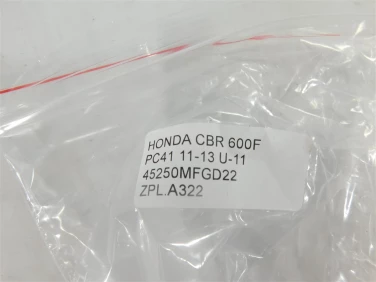 HONDA CBR 600F
PC41 11-13 U-11
45250MFGD22
ZPL.A322